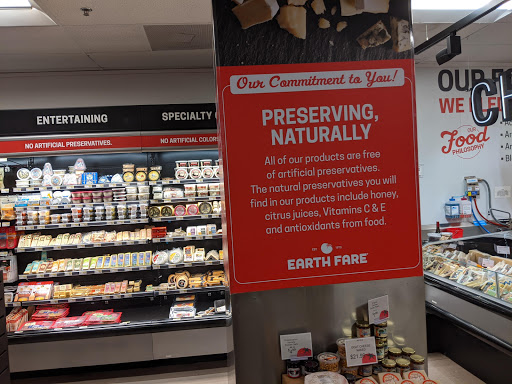 ENTERTAINING
SPECIALTY
NO ARTIFICIAL PRESERVATIVES.
NO ARTIFICIAL COLORS
Our Commitment to You!
PRESERVING,
NATURALLY
All of our products are free
of artificial preservatives.
The natural preservatives you will
find in our products include honey,
citrus juices, Vitamins C & E
and antioxidants from food.
EARTH FARE
OUR
WE
CH
OUR
Food
PHILOSOPHY